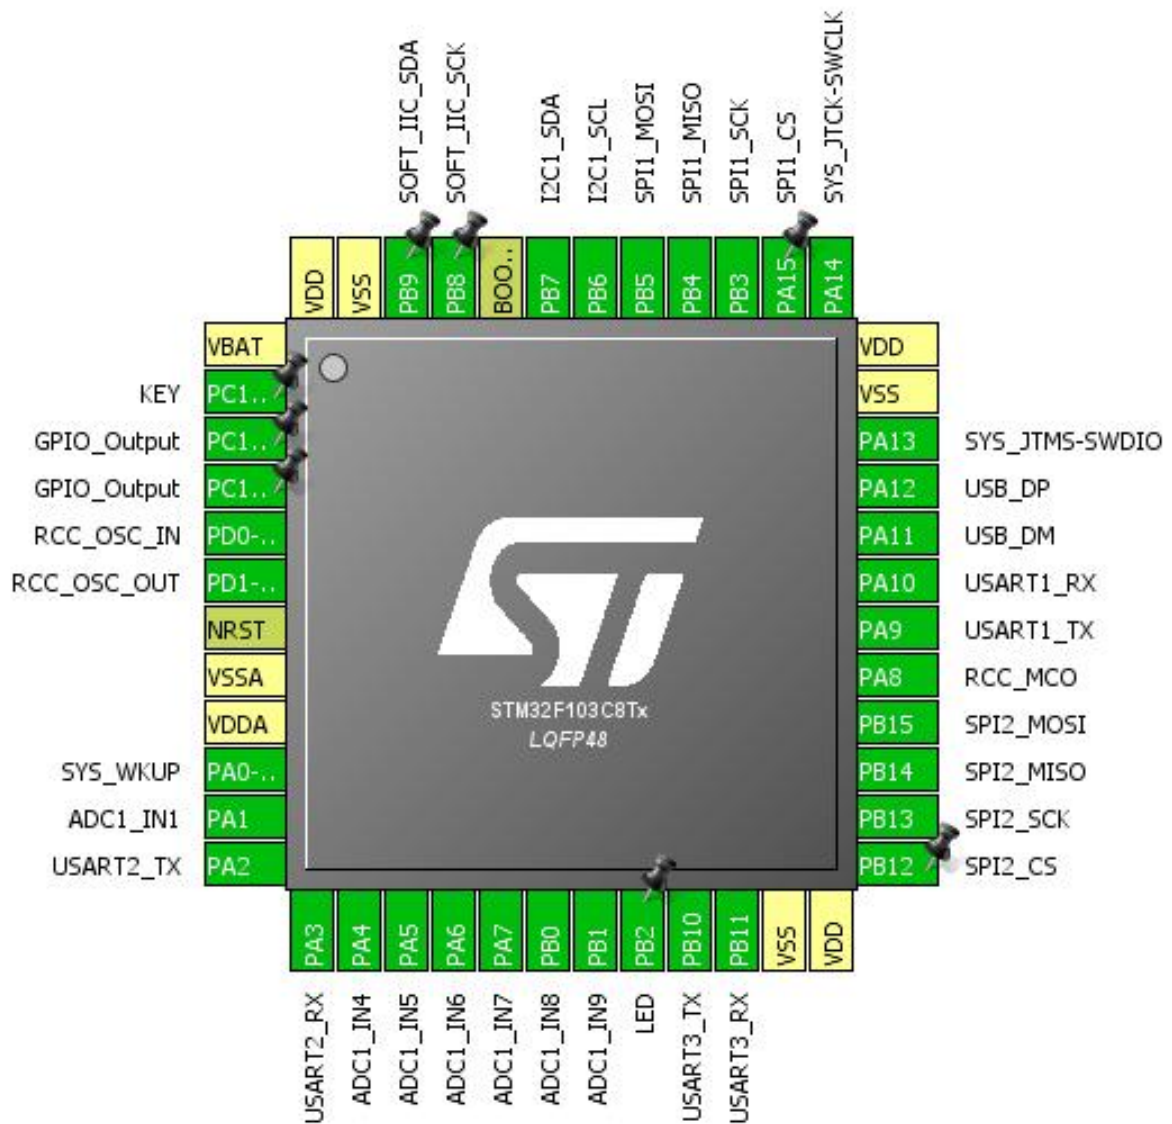 SOFT_IIC_SDA
SOFT_IIC_SCK
I2C1_SDA
I2C1_SCL
SPI1_MOSI
SPI1_MISO
SPI1_SCK
SPI1_CS
SYS_JTCK-SWCLK
VDD
VSS
PB9
PB8
BOO..
PB7
PB6
PB5
PB4
PB3
PA15
PA14
VBAT
KEY PC1..
GPIO_Output PC1..
GPIO_Output PC1..
RCC_OSC_IN PD0-..
RCC_OSC_OUT PD1-..
NRST
VSSA
VDDA
SYS_WKUP PA0-..
ADC1_IN1 PA1
USART2_TX PA2
STM32F103C8Tx
LQFP48
VDD
VSS
PA13 SYS_JTMS-SWDIO
PA12 USB_DP
PA11 USB_DM
PA10 USART1_RX
PA9 USART1_TX
PA8 RCC_MCO
PB15 SPI2_MOSI
PB14 SPI2_MISO
PB13 SPI2_SCK
PB12 SPI2_CS
PA3
PA4
PA5
PA6
PA7
PB0
PB1
PB2
PB10
PB11
VSS
VDD
USART2_RX
ADC1_IN4
ADC1_IN5
ADC1_IN6
ADC1_IN7
ADC1_IN8
ADC1_IN9
LED
USART3_TX
USART3_RX